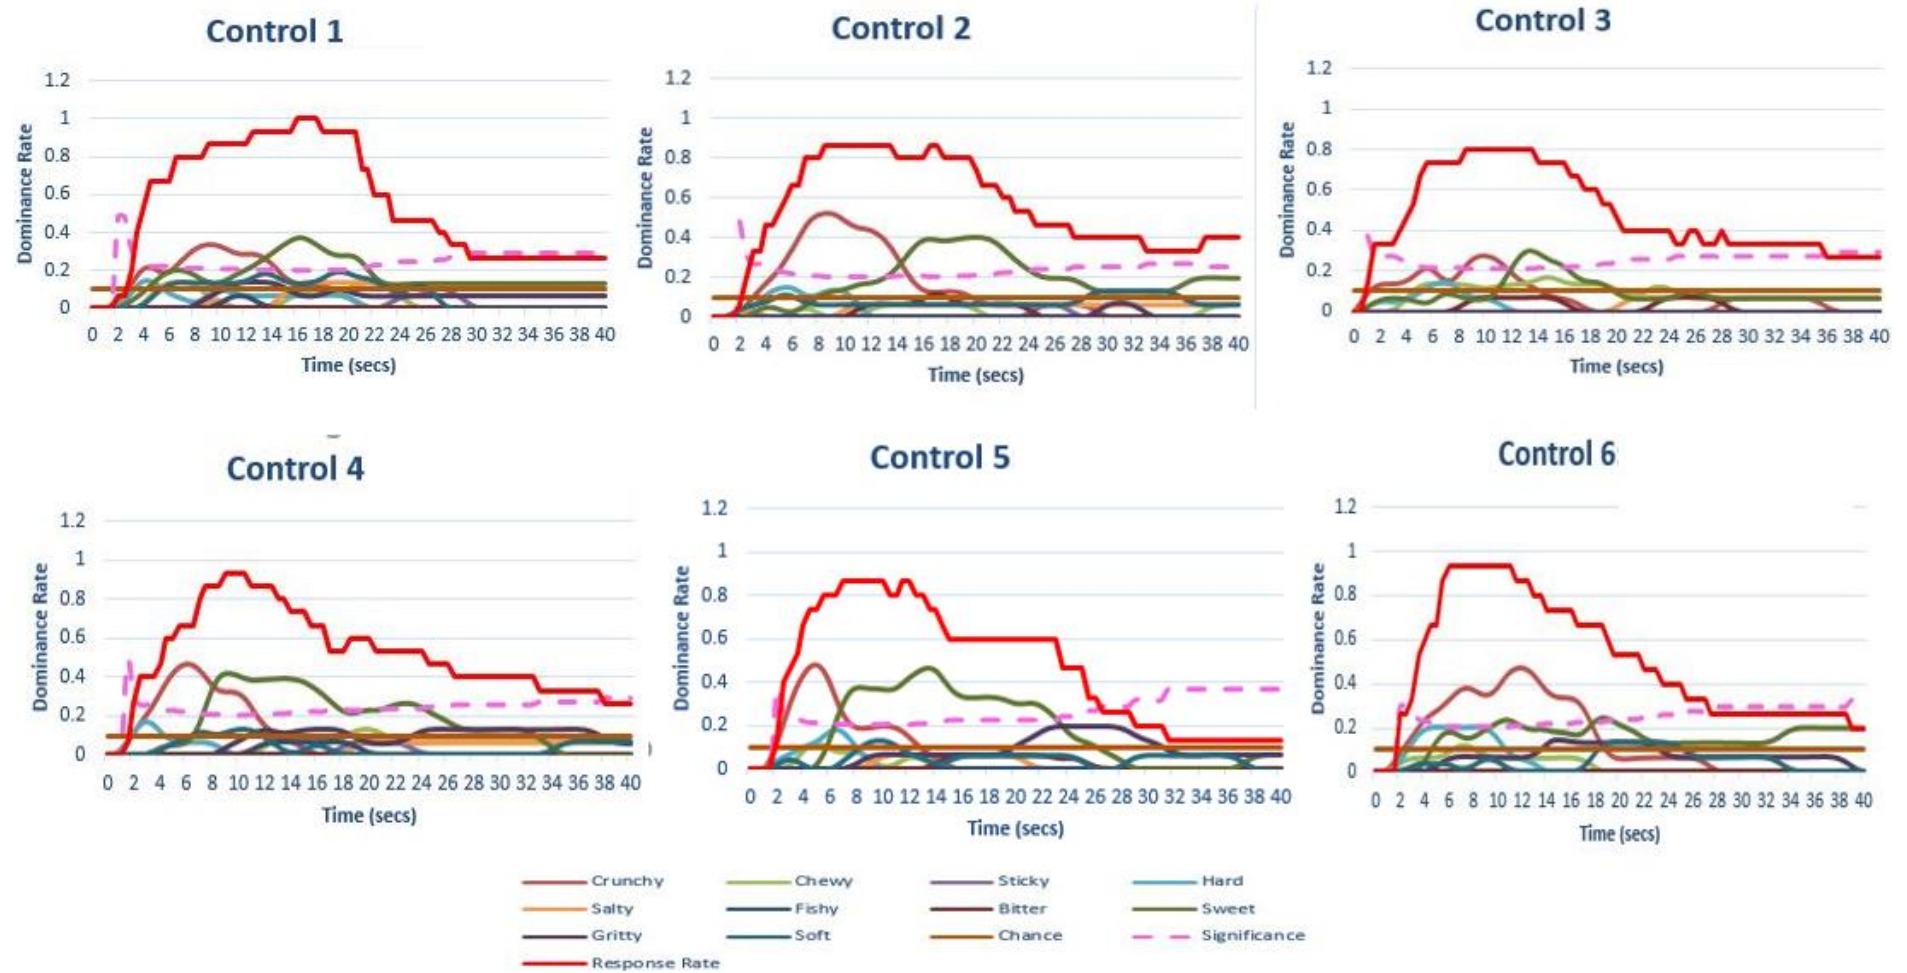 Control 1
Control 2
Control 3
1.2
1
0.8
0.6
0.4
0.2
0
Dominance Rate
0 2 4 6 8 10 12 14 16 18 20 22 24 26 28 30 32 34 36 38 40
Time (secs)
1.2
1
0.8
0.6
0.4
0.2
0
Dominance Rate
0 2 4 6 8 10 12 14 16 18 20 22 24 26 28 30 32 34 36 38 40
Time (secs)
1.2
1
0.8
0.6
0.4
0.2
0
Dominance Rate
0 2 4 6 8 10 12 14 16 18 20 22 24 26 28 30 32 34 36 38 40
Time (secs)
Control 4
Control 5
Control 6
1.2
1
0.8
0.6
0.4
0.2
0
Dominance Rate
0 2 4 6 8 10 12 14 16 18 20 22 24 26 28 30 32 34 36 38 40
Time (secs)
1.2
1
0.8
0.6
0.4
0.2
0
Dominance Rate
0 2 4 6 8 10 12 14 16 18 20 22 24 26 28 30 32 34 36 38 40
Time (secs)
1.2
1
0.8
0.6
0.4
0.2
0
Dominance Rate
0 2 4 6 8 10 12 14 16 18 20 22 24 26 28 30 32 34 36 38 40
Time (secs)
Crunchy Chewy Sticky Hard
Salty Fishy Bitter Sweet
Gritty Soft Chance Significance
Response Rate